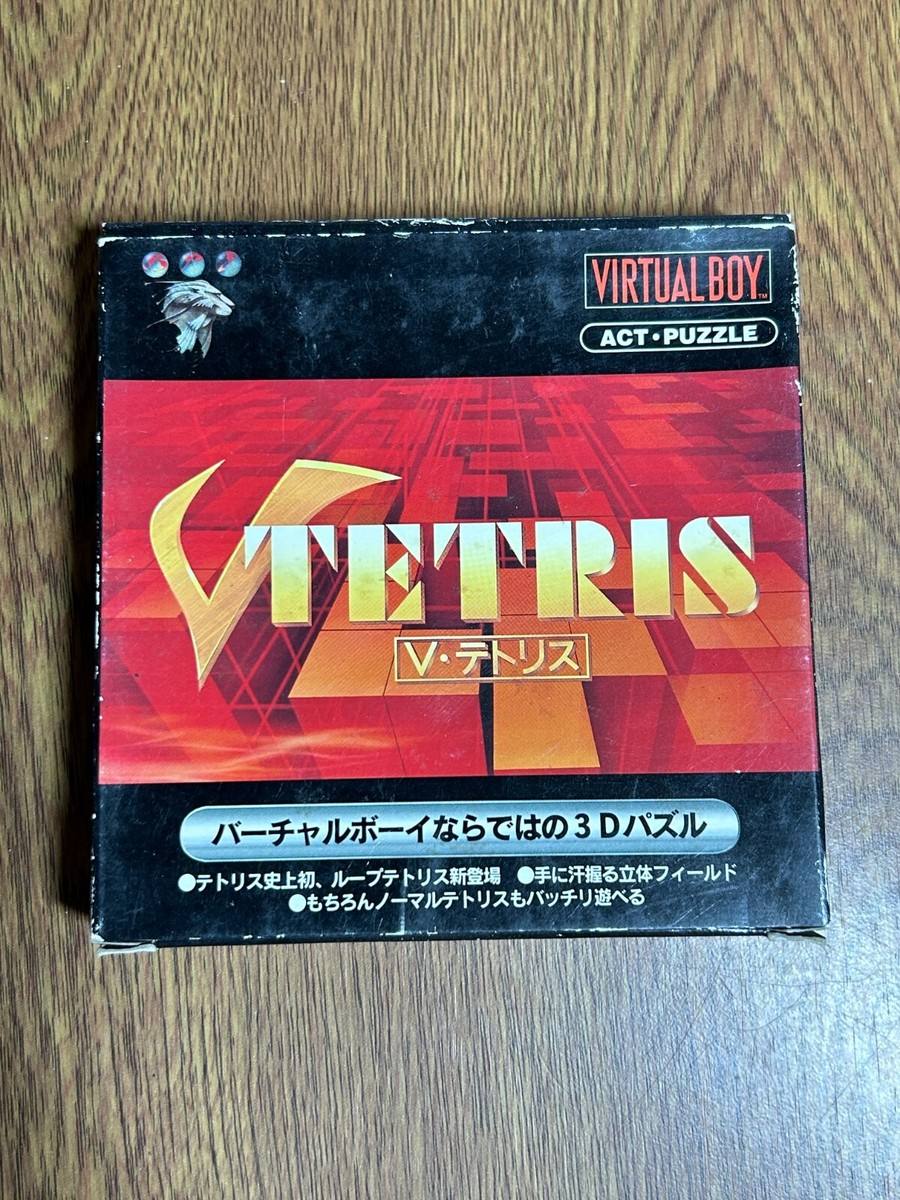 VIRTUAL BOY™
ACT・PUZZLE
V TETRIS
V・テトリス
バーチャルボーイならではの3Dパズル
●テトリス史上初、ループテトリス新登場 ●手に汗握る立体フィールド
●もちろんノーマルテトリスもバッチリ遊べる